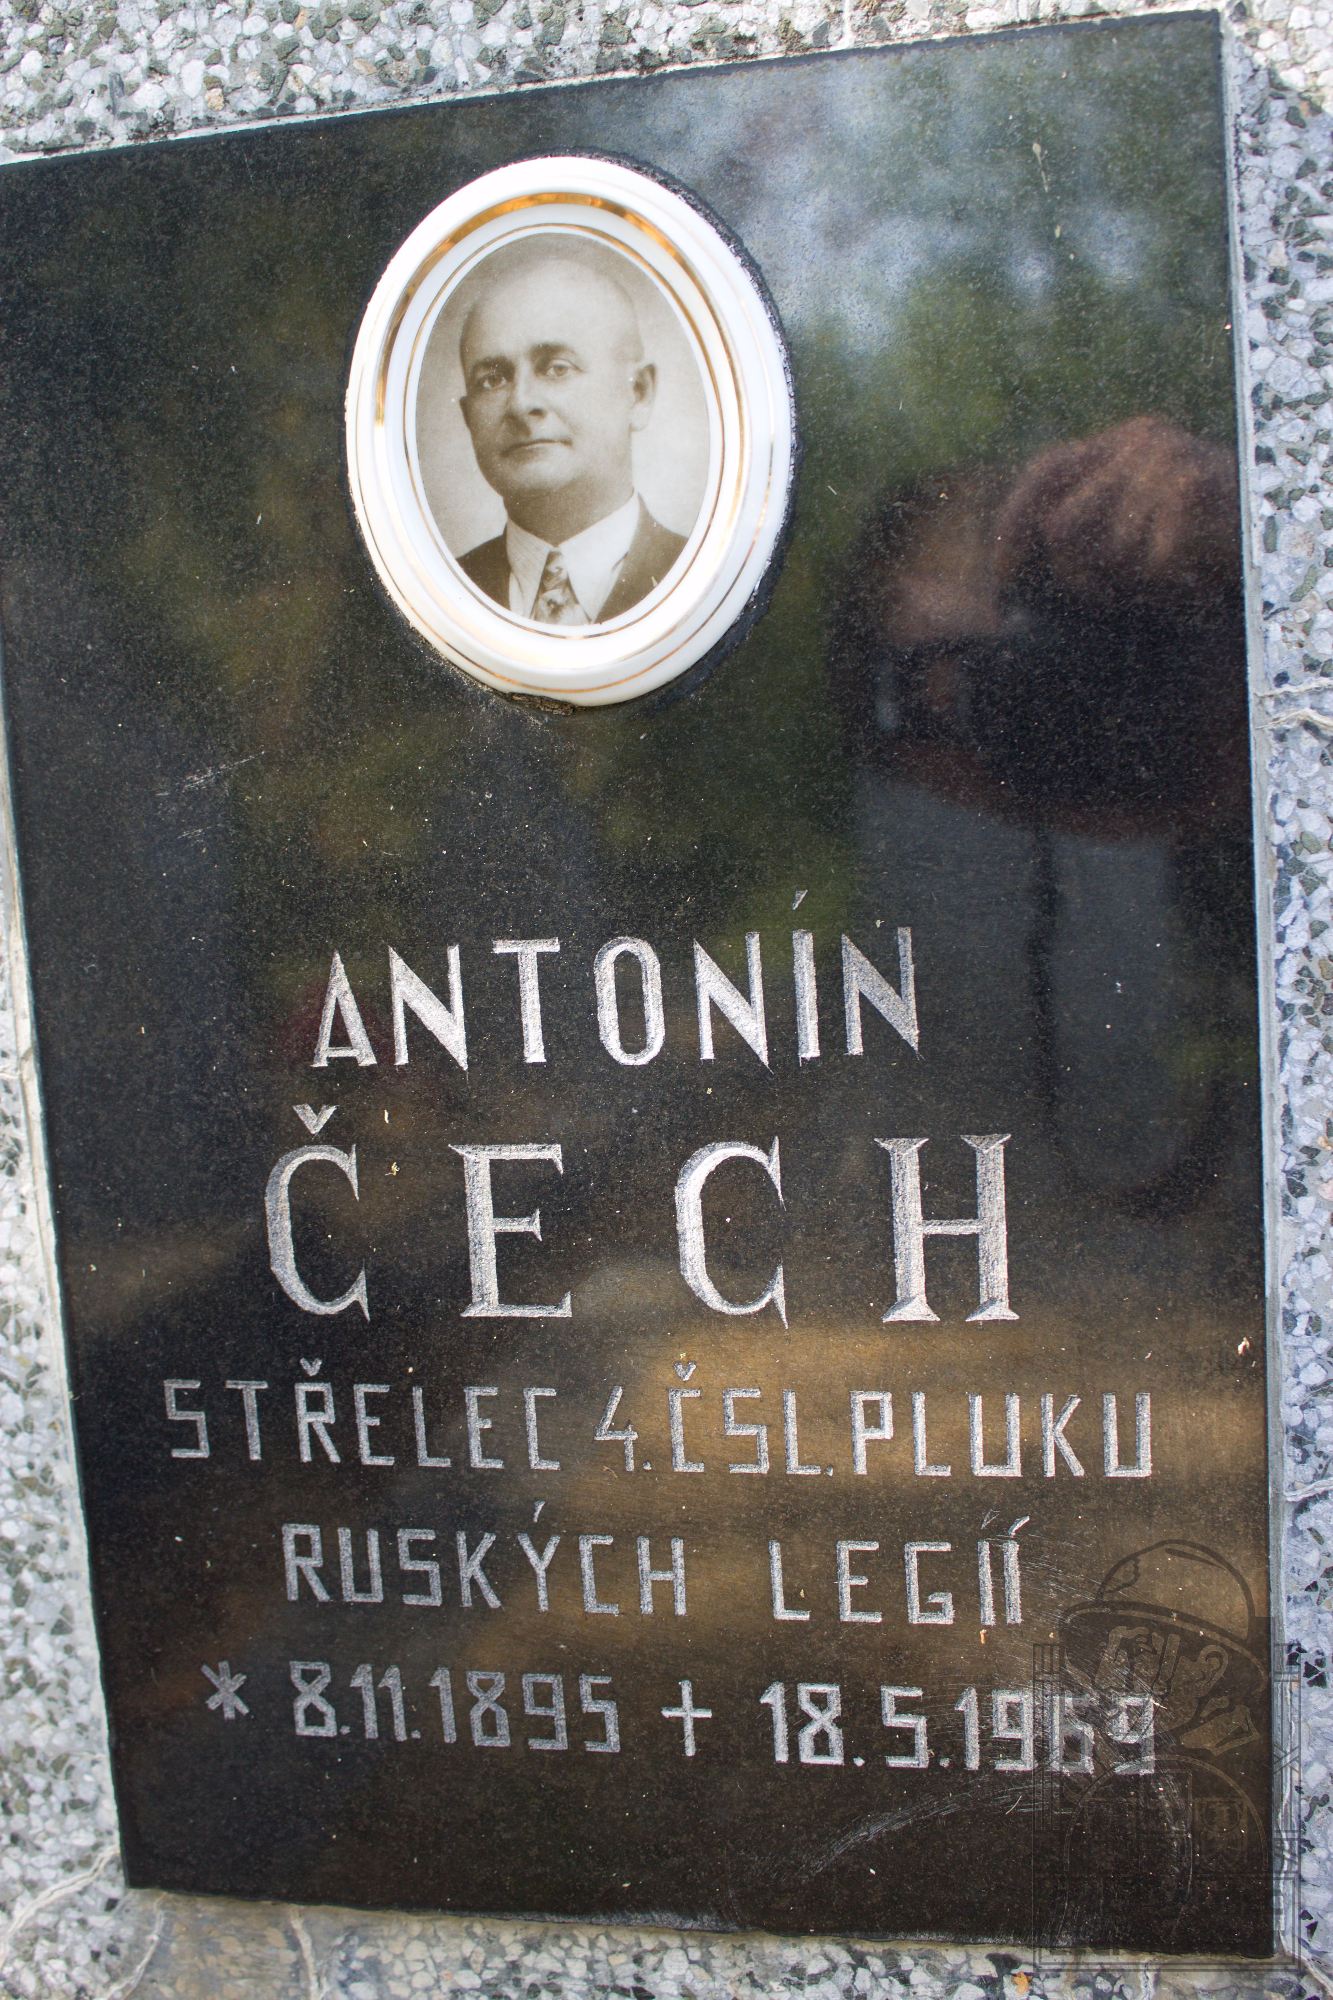 ANTONÍN
ČECH
STŘELEC 4. ČSL. PLUKU
RUSKÝCH LEGIÍ
* 8.11.1895 + 18.5.1969